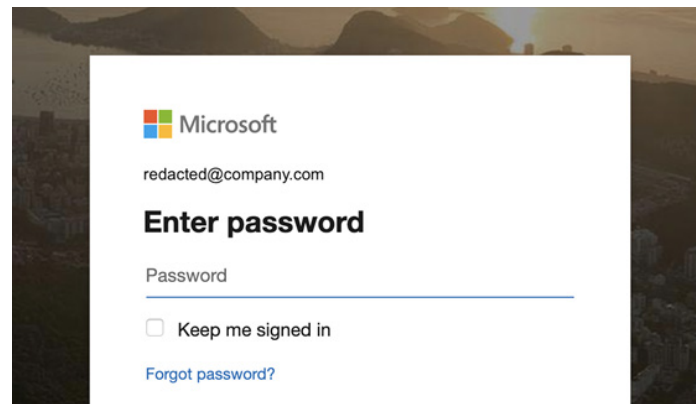 Microsoft
redacted@company.com
Enter password
Password
Keep me signed in
Forgot password?